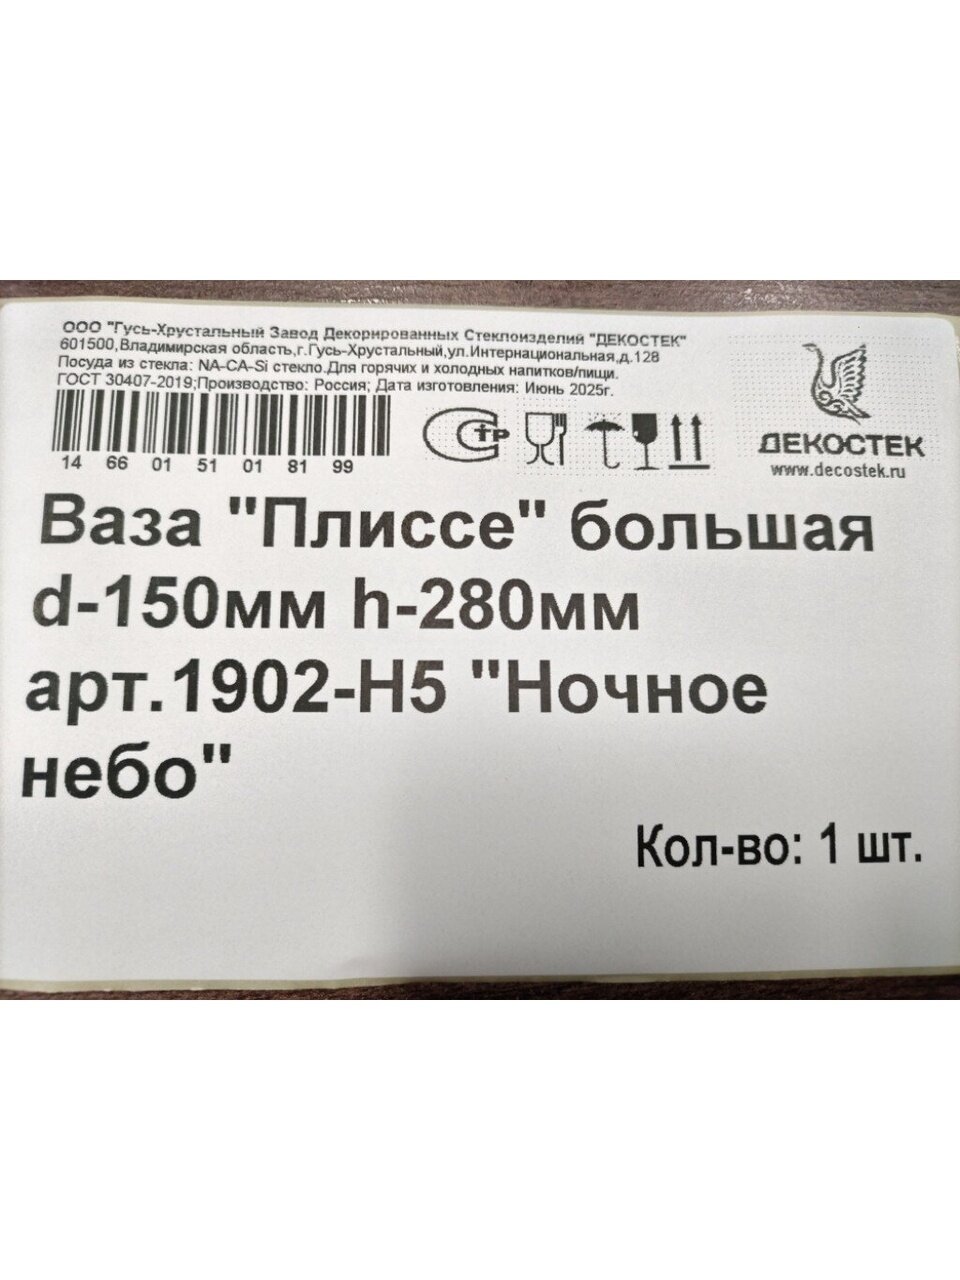 ООО "Гусь-Хрустальный Завод Декорированных Стеклоизделий "ДЕКОСТЕК"
601500,Владимирская область,г.Гусь-Хрустальный,ул.Интернациональная,д.128
Посуда из стекла: NA-CA-Si стекло.Для горячих и холодных напитков/пищи.
ГОСТ 30407-2019;Производство: Россия; Дата изготовления: Июнь 2025г.
14 66 01 51 01 81 99
СТР
ДЕКОСТЕК
www.decostek.ru
Ваза "Плиссе" большая
d-150мм h-280мм
арт.1902-Н5 "Ночное
небо"
Кол-во: 1 шт.